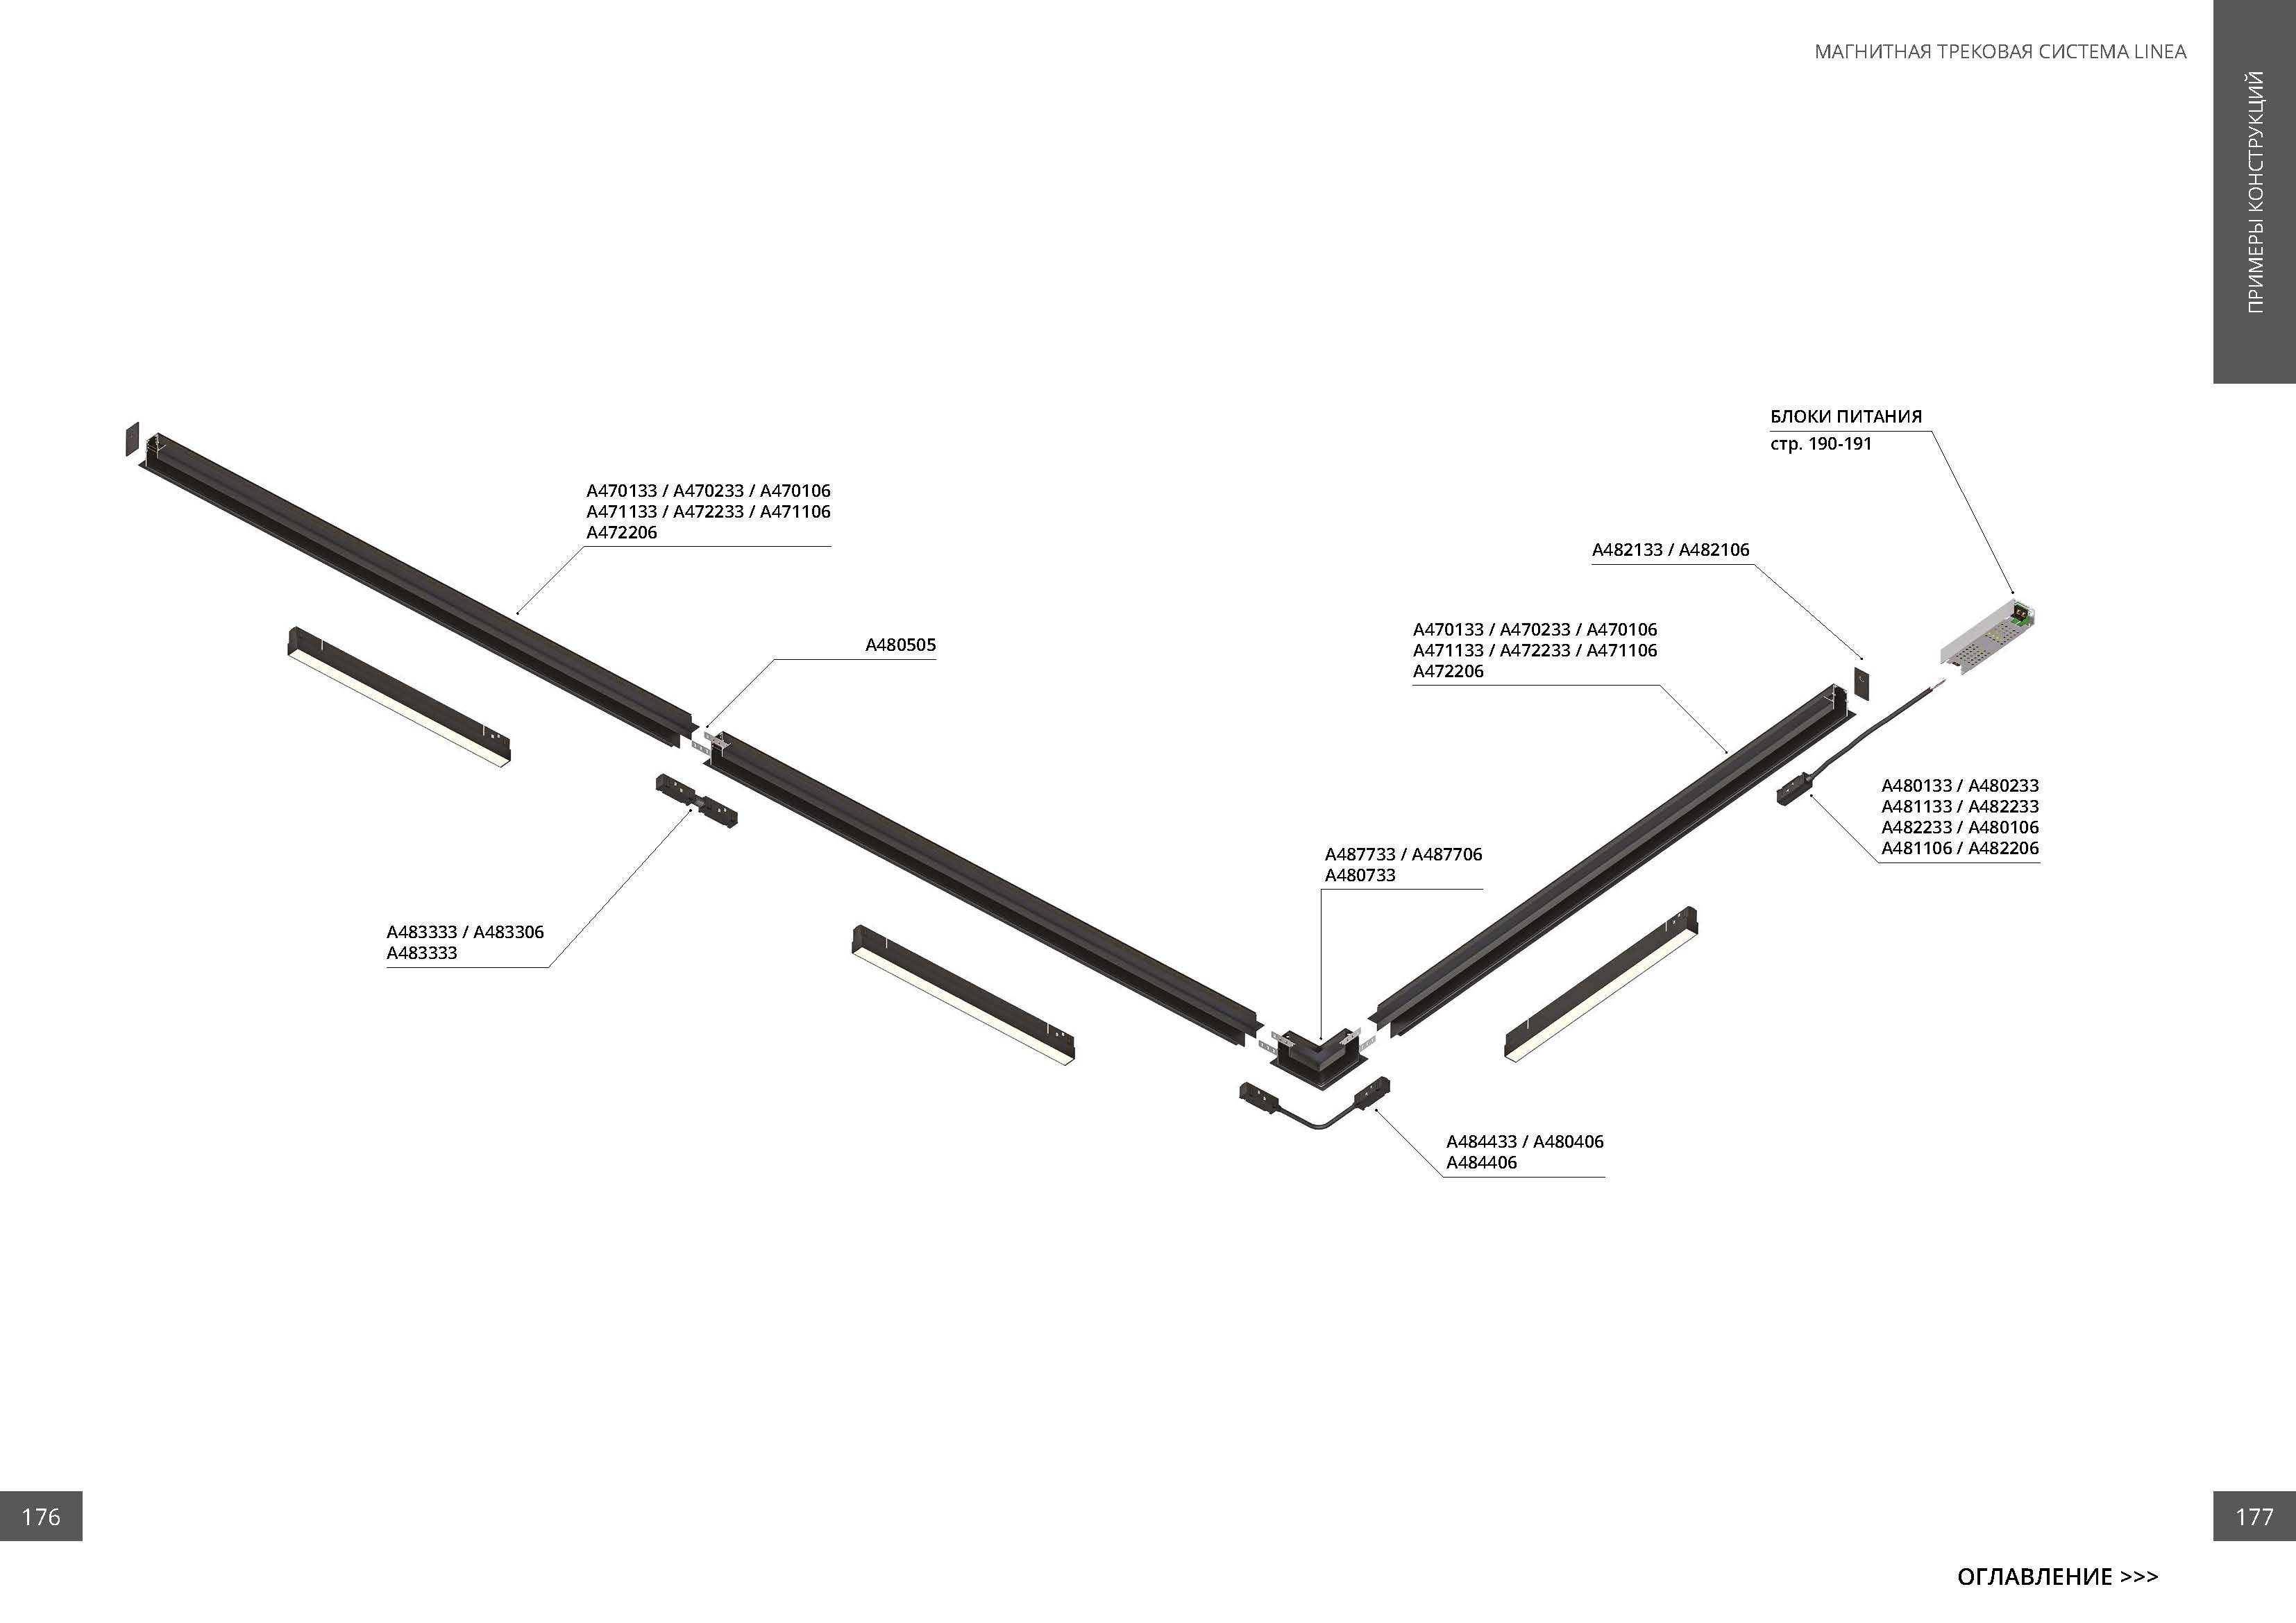 МАГНИТНАЯ ТРЕКОВАЯ СИСТЕМА LINEA
ПРИМЕРЫ КОНСТРУКЦИЙ
БЛОКИ ПИТАНИЯ
стр. 190-191
A470133 / A470233 / A470106
A471133 / A472233 / A471106
A472206
A482133 / A482106
A480505
A470133 / A470233 / A470106
A471133 / A472233 / A471106
A472206
A480133 / A480233
A481133 / A482233
A482233 / A480106
A481106 / A482206
A487733 / A487706
A480733
A483333 / A483306
A483333
A484433 / A480406
A484406
176
177
ОГЛАВЛЕНИЕ >>>